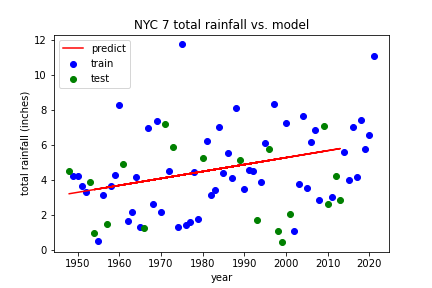 NYC 7 total rainfall vs. model
12
10
8
6
4
2
0
total rainfall (inches)
predict
train
test
1950 1960 1970 1980 1990 2000 2010 2020
year